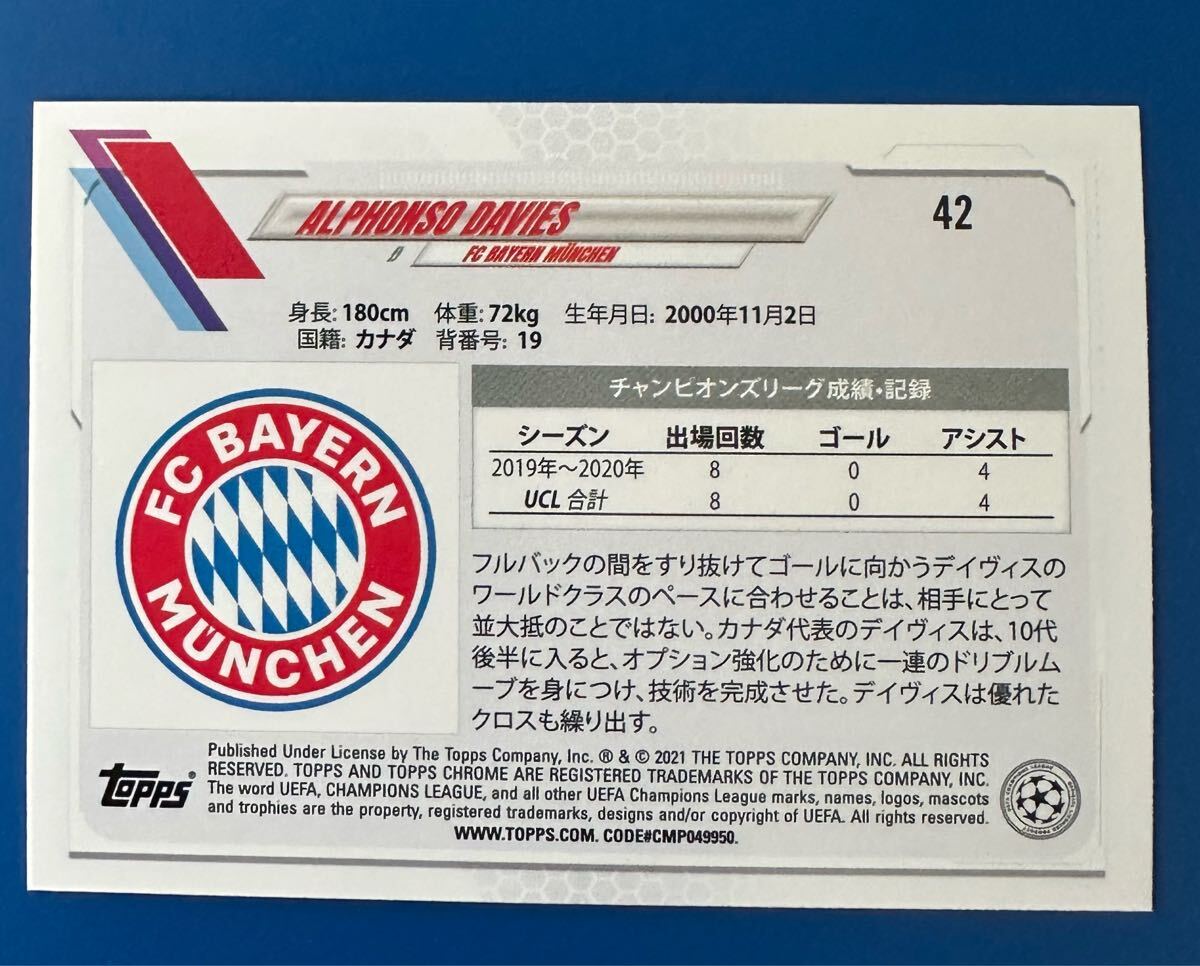 ALPHONSO DAVIES
42
FC BAYERN MÜNCHEN
身長: 180cm 体重: 72kg 生年月日: 2000年11月2日
国籍: カナダ 背番号: 19
FC BAYERN
MÜNCHEN
チャンピオンズリーグ成績・記録
シーズン 出場回数 ゴール アシスト
2019年〜2020年 8 0 4
UCL 合計 8 0 4
フルバックの間をすり抜けてゴールに向かうデイヴィスの
ワールドクラスのペースに合わせることは、相手にとって
並大抵のことではない。カナダ代表のデイヴィスは、10代
後半に入ると、オプション強化のために一連のドリブルム
ーブを身につけ、技術を完成させた。デイヴィスは優れた
クロスも繰り出す。
topps®
Published Under License by The Topps Company, Inc. ® & © 2021 THE TOPPS COMPANY, INC. ALL RIGHTS
RESERVED. TOPPS AND TOPPS CHROME ARE REGISTERED TRADEMARKS OF THE TOPPS COMPANY, INC.
The word UEFA, CHAMPIONS LEAGUE, and all other UEFA Champions League marks, names, logos, mascots
and trophies are the property, registered trademarks, designs and/or copyright of UEFA. All rights reserved.
WWW.TOPPS.COM. CODE#CMP049950.